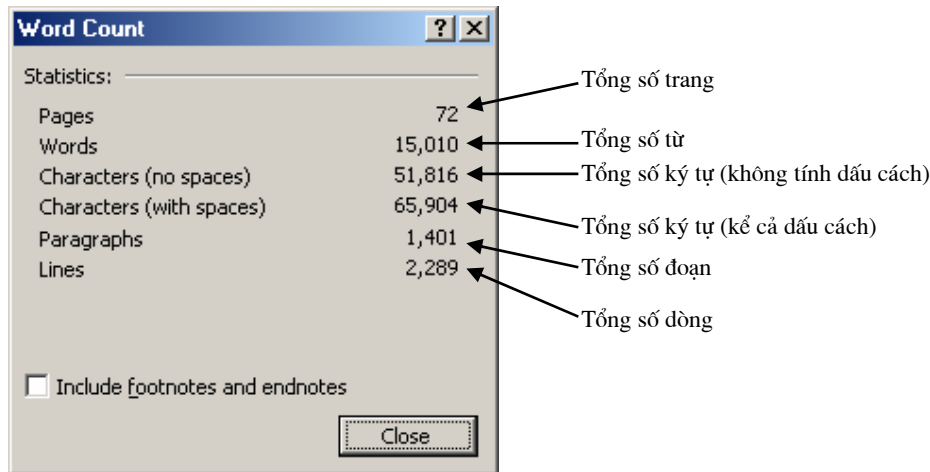 Word Count
Statistics:
Pages 72 Tổng số trang
Words 15,010 Tổng số từ
Characters (no spaces) 51,816 Tổng số ký tự (không tính dấu cách)
Characters (with spaces) 65,904 Tổng số ký tự (kể cả dấu cách)
Paragraphs 1,401 Tổng số đoạn
Lines 2,289 Tổng số dòng
Include footnotes and endnotes
Close